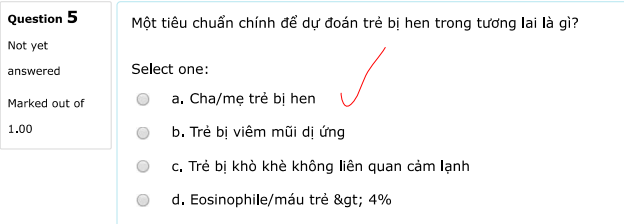 Question 5
Not yet
answered
Marked out of
1.00
Một tiêu chuẩn chính để dự đoán trẻ bị hen trong tương lai là gì?
Select one:
a. Cha/mẹ trẻ bị hen
b. Trẻ bị viêm mũi dị ứng
c. Trẻ bị khò khè không liên quan cảm lạnh
d. Eosinophile/máu trẻ &gt; 4%